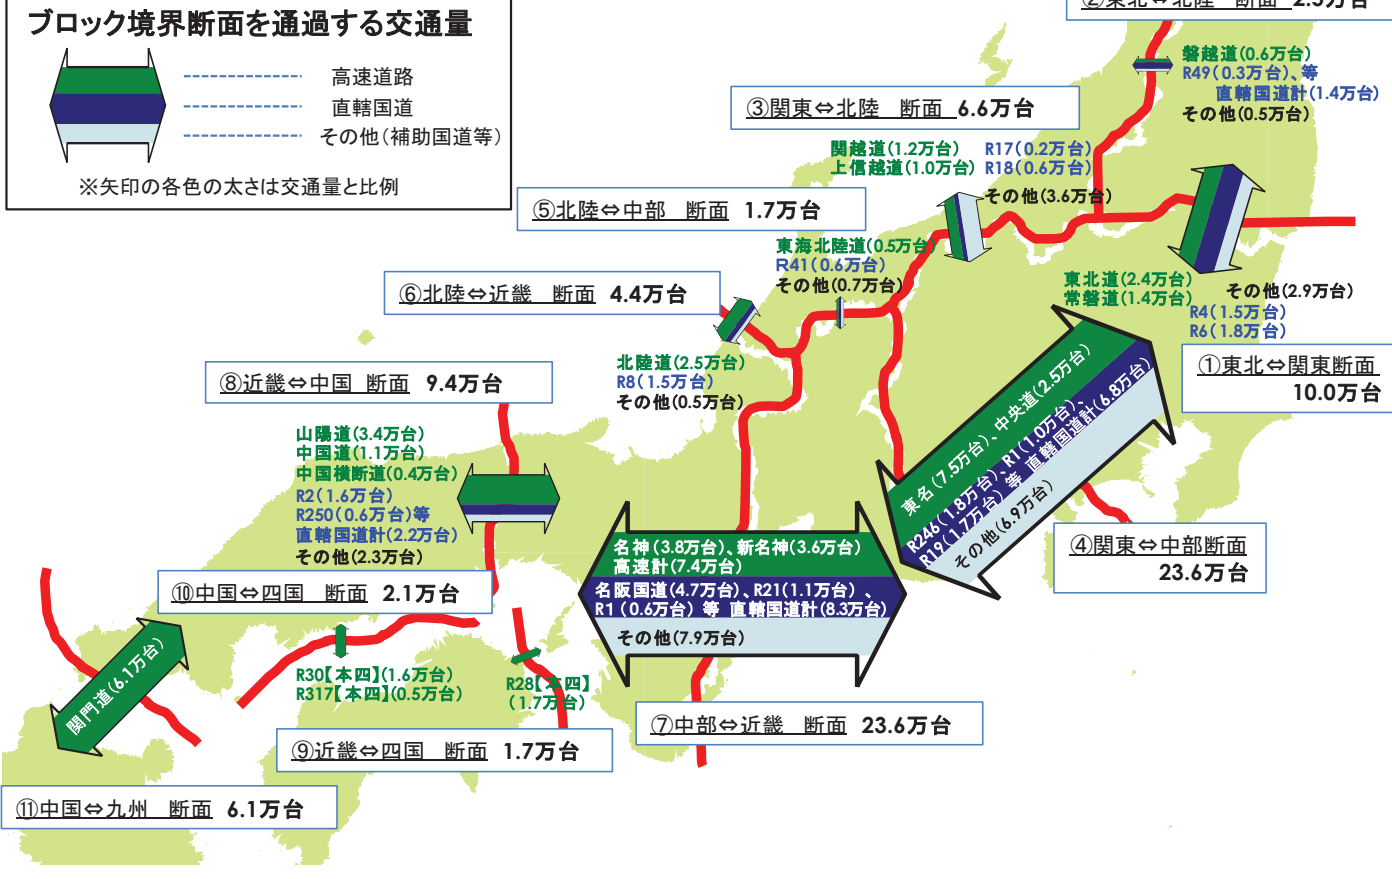 ブロック境界断面を通過する交通量
高速道路
直轄国道
その他（補助国道等）
※矢印の各色の太さは交通量と比例
②東北⇔北陸　断面 2.5万台
磐越道(0.6万台)
R49(0.3万台)、等
直轄国道計(1.4万台)
その他(0.5万台)
③関東⇔北陸　断面 6.6万台
関越道(1.2万台)
上信越道(1.0万台)
R17(0.2万台)
R18(0.6万台)
その他(3.6万台)
⑤北陸⇔中部　断面 1.7万台
東海北陸道(0.5万台)
R41(0.6万台)
その他(0.7万台)
東北道(2.4万台)
常磐道(1.4万台)
その他(2.9万台)
R4(1.5万台)
R6(1.8万台)
①東北⇔関東断面
10.0万台
⑥北陸⇔近畿　断面 4.4万台
北陸道(2.5万台)
R8(1.5万台)
その他(0.5万台)
⑧近畿⇔中国　断面 9.4万台
山陽道(3.4万台)
中国道(1.1万台)
中国横断道(0.4万台)
R2(1.6万台)
R250(0.6万台)等
直轄国道計(2.2万台)
その他(2.3万台)
東名(7.5万台)、中央道(2.5万台)
R246(1.8万台)、R1(1.0万台)、
R19(1.7万台) 等 直轄国道計(6.8万台)
その他(6.9万台)
④関東⇔中部断面
23.6万台
名神(3.8万台)、新名神(3.6万台)
高速計(7.4万台)
名阪国道(4.7万台)、R21(1.1万台)、
R1(0.6万台) 等 直轄国道計(8.3万台)
その他(7.9万台)
⑦中部⇔近畿　断面 23.6万台
⑩中国⇔四国　断面 2.1万台
R30【本四】(1.6万台)
R317【本四】(0.5万台)
R28【本四】
(1.7万台)
⑨近畿⇔四国　断面 1.7万台
関門道(6.1万台)
⑪中国⇔九州　断面 6.1万台